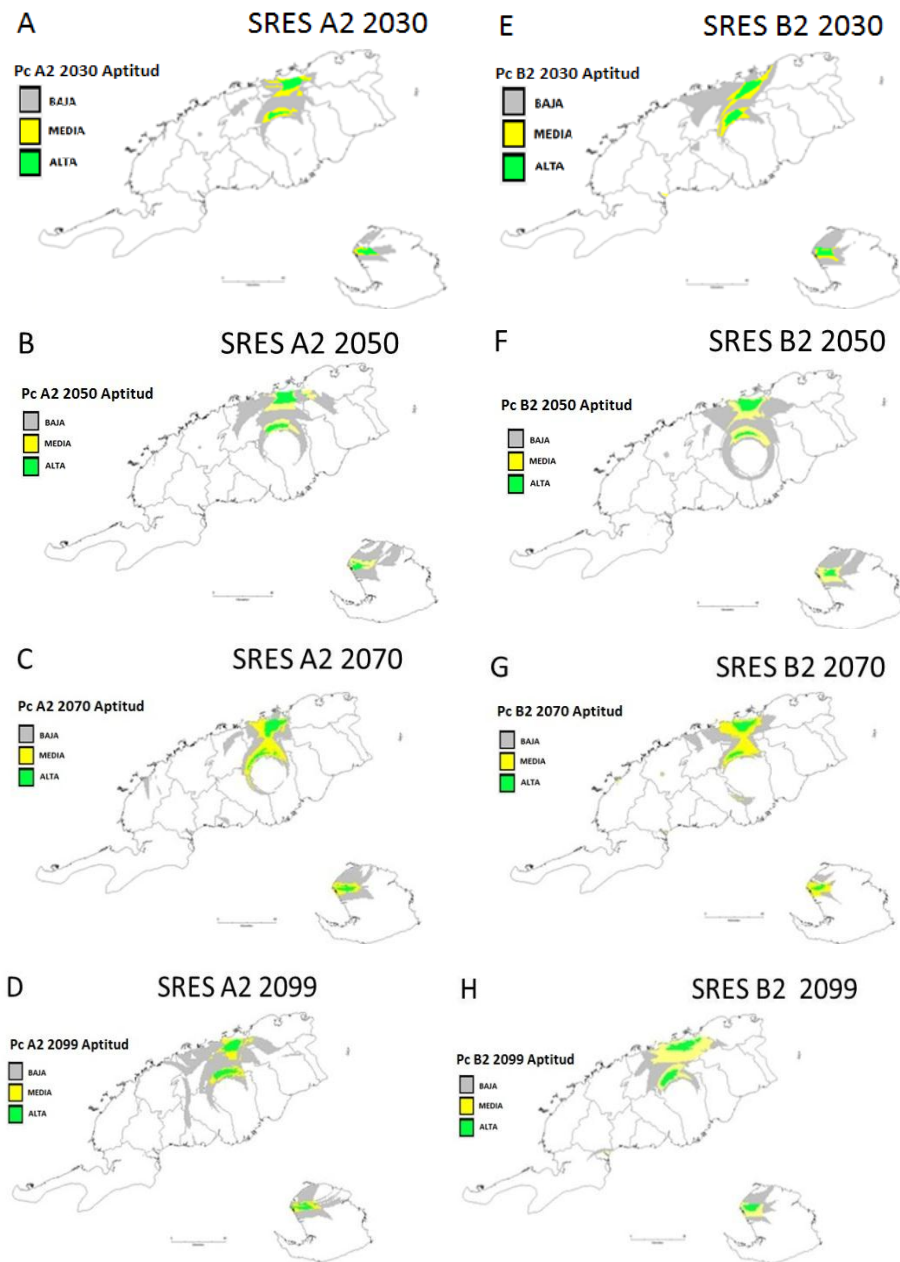 A SRES A2 2030
Pc A2 2030 Aptitud
BAJA
MEDIA
ALTA
E SRES B2 2030
Pc B2 2030 Aptitud
BAJA
MEDIA
ALTA
B SRES A2 2050
Pc A2 2050 Aptitud
BAJA
MEDIA
ALTA
F SRES B2 2050
Pc B2 2050 Aptitud
BAJA
MEDIA
ALTA
C SRES A2 2070
Pc A2 2070 Aptitud
BAJA
MEDIA
ALTA
G SRES B2 2070
Pc B2 2070 Aptitud
BAJA
MEDIA
ALTA
D SRES A2 2099
Pc A2 2099 Aptitud
BAJA
MEDIA
ALTA
H SRES B2 2099
Pc B2 2099 Aptitud
BAJA
MEDIA
ALTA